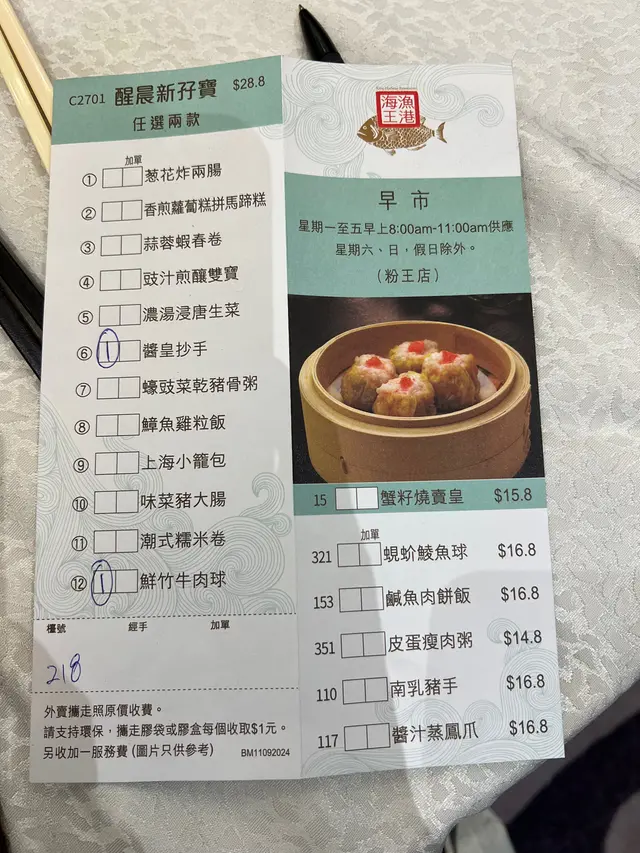 C2701 醒晨新孖寶 $28.8
任選兩款
加單
① 葱花炸兩腸
② 香煎蘿蔔糕拼馬蹄糕
③ 蒜蓉蝦春卷
④ 豉汁煎釀雙寶
⑤ 濃湯浸唐生菜
⑥ 1 醬皇抄手
⑦ 蠔豉菜乾豬骨粥
⑧ 鱆魚雞粒飯
⑨ 上海小籠包
⑩ 味菜豬大腸
⑪ 潮式糯米卷
⑫ 1 鮮竹牛肉球
檯號 經手 加單
218
外賣攜走照原價收費。
請支持環保，攜走膠袋或膠盒每個收取$1元。
另收加一服務費 (圖片只供參考) BM11092024
海漁
王港
早市
星期一至五早上8:00am-11:00am供應
星期六、日，假日除外。
（粉王店）
15 蟹籽燒賣皇 $15.8
加單
321 蜆蚧鯪魚球 $16.8
153 鹹魚肉餅飯 $16.8
351 皮蛋瘦肉粥 $14.8
110 南乳豬手 $16.8
117 醬汁蒸鳳爪 $16.8